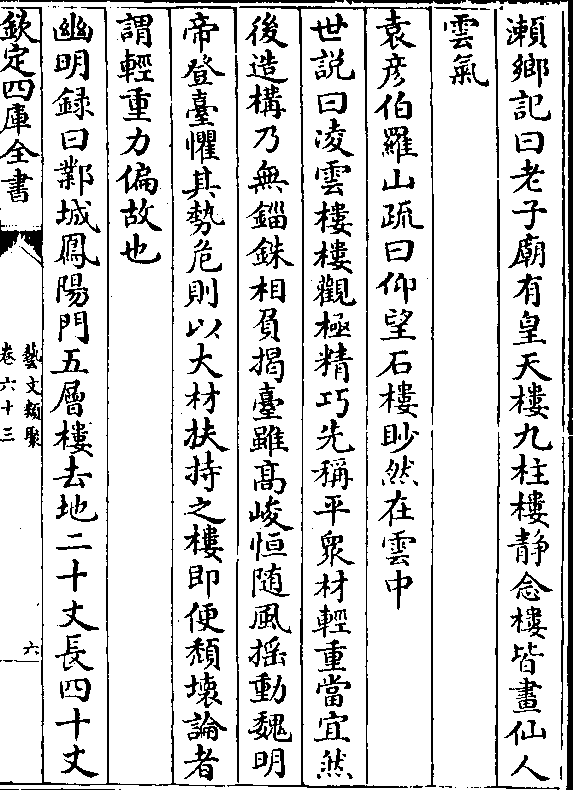 瀬鄉記曰老子廟有皇天樓九柱樓靜念樓皆畫仙人
雲氣
袁彦伯羅山疏曰仰望石樓眇然在雲中
世説曰凌雲樓樓觀極精巧先稱平衆材輕重當宜然
後造構乃無錙銖相負揭臺雖高峻恒随風揺動魏明
帝登臺懼其勢危則以大材扶持之樓即便頽壊論者
謂輕重力偏故也
幽明録曰鄴城鳳陽門五層樓去地二十丈長四十丈
欽定四庫全書
藝文類聚
卷六十三
六